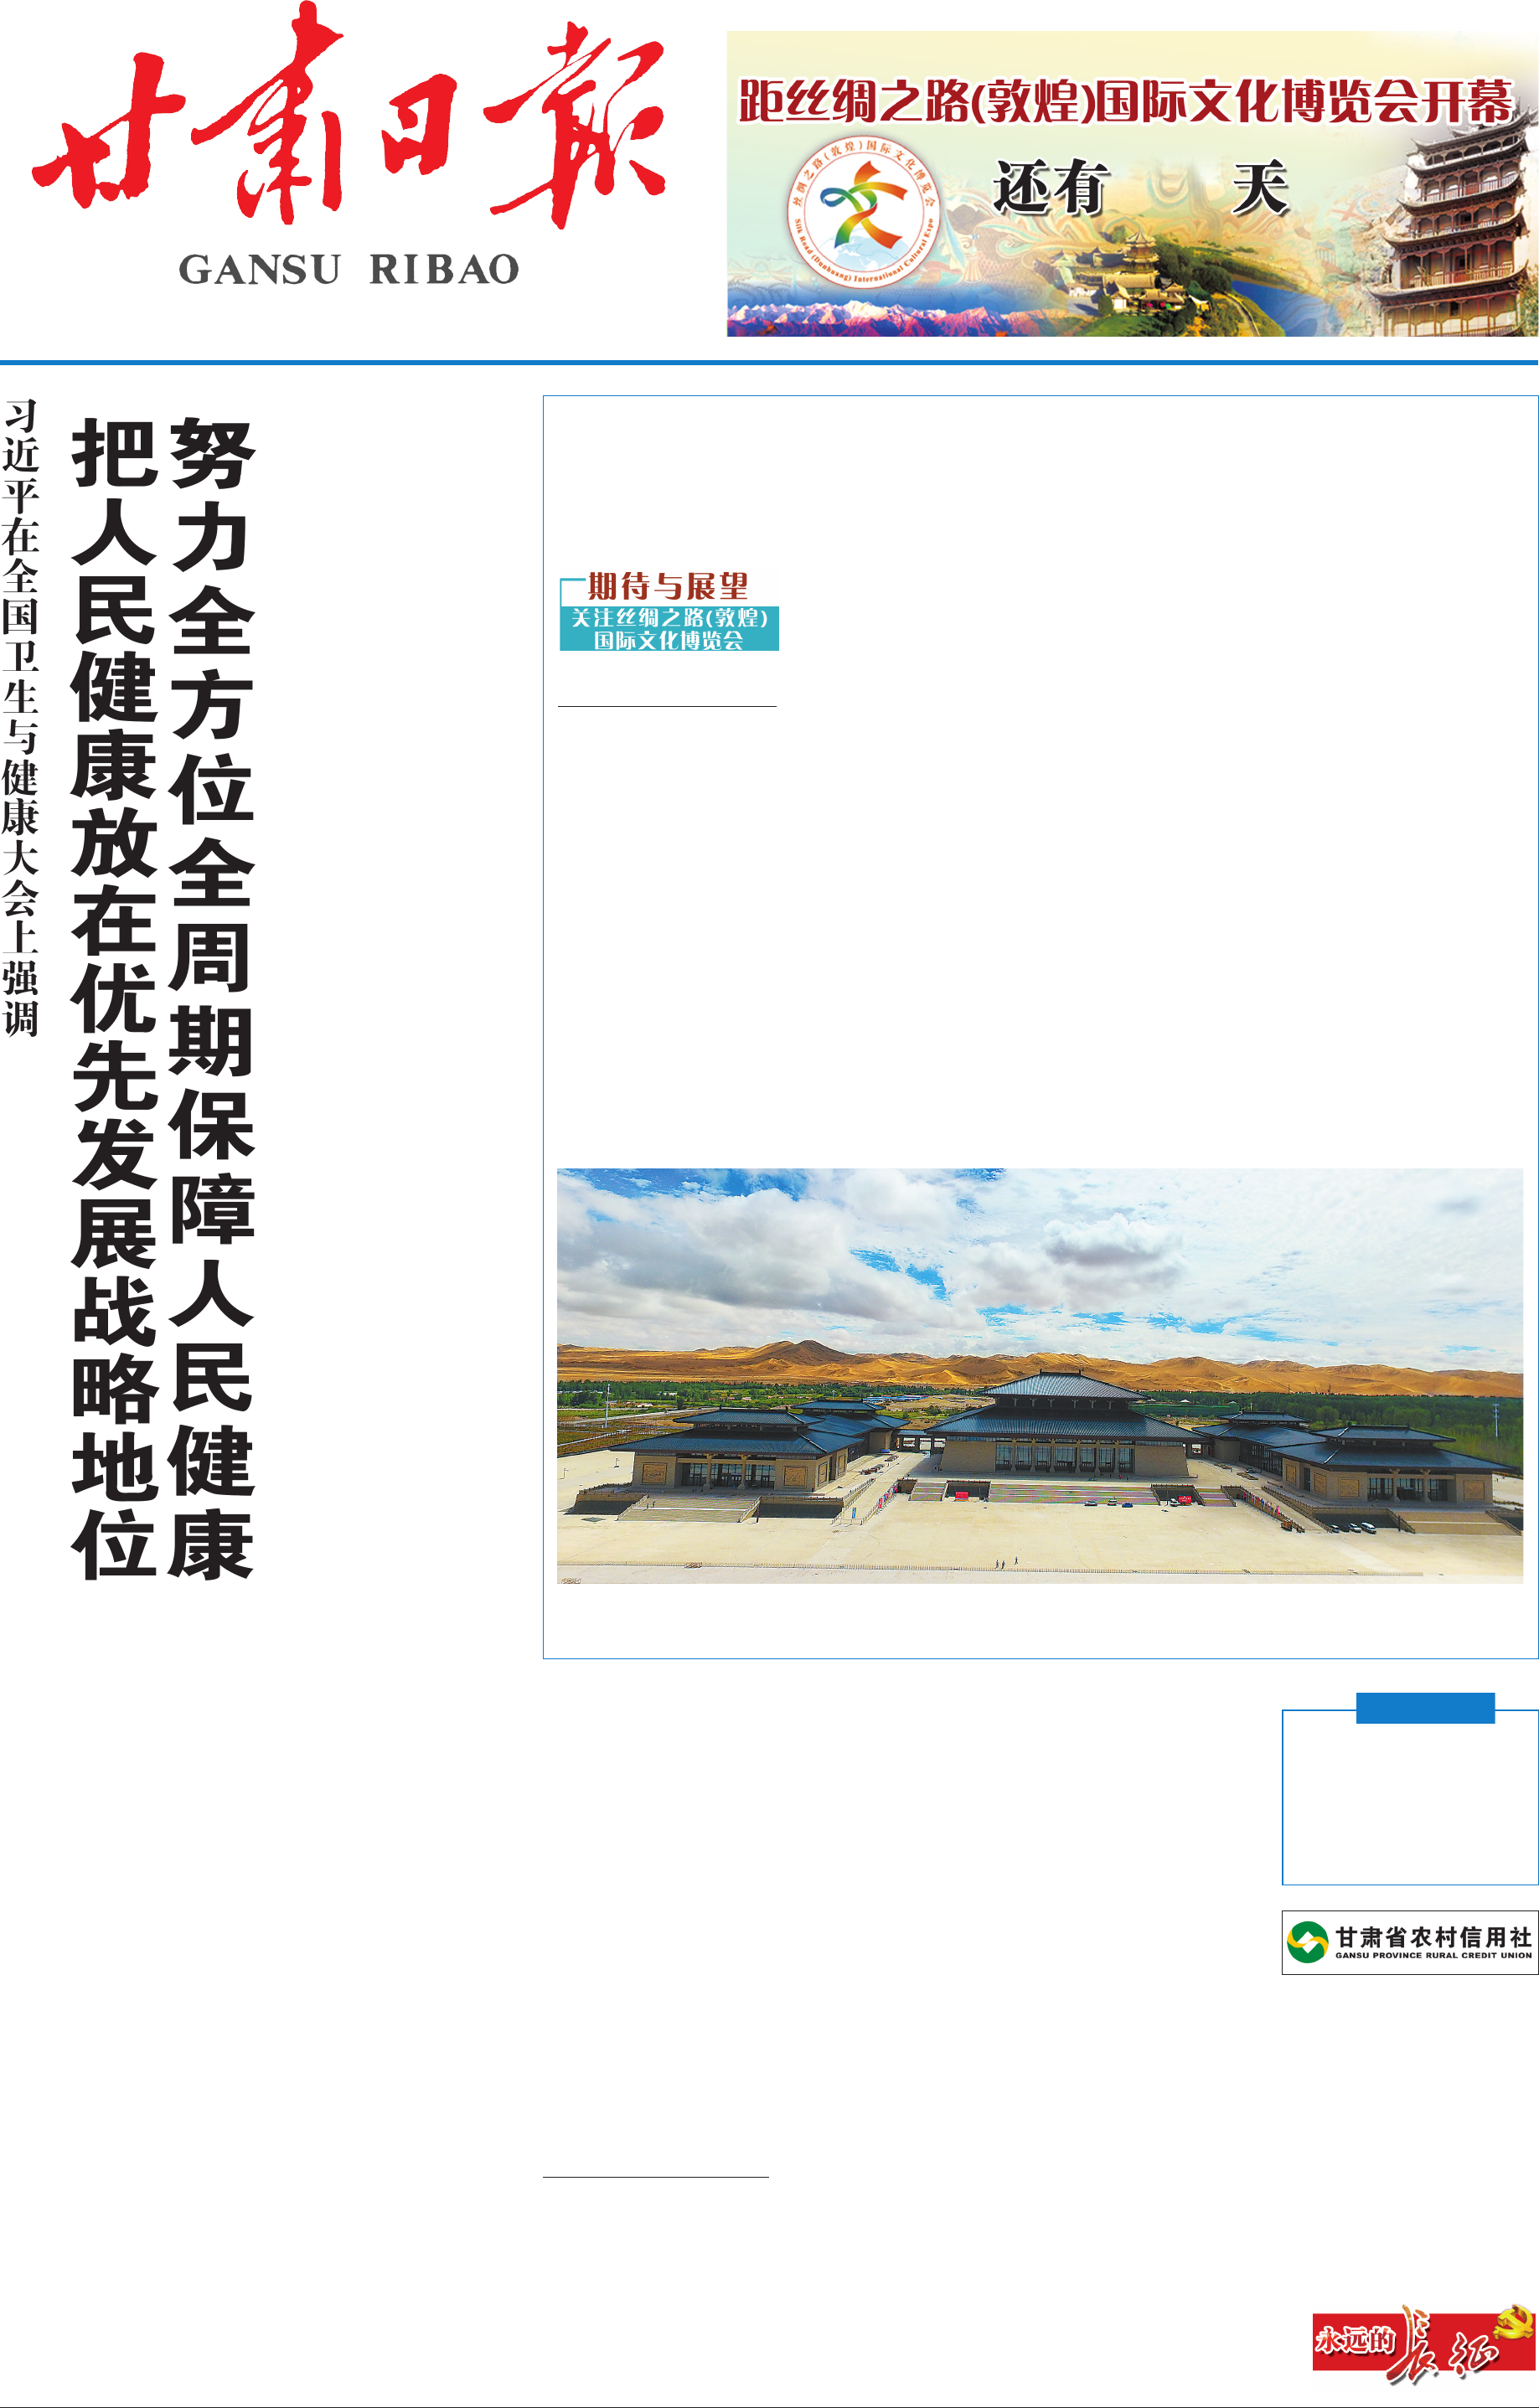 甘肃日報
GANSU RIBAO
距丝绸之路(敦煌)国际文化博览会开幕
还有 天
丝绸之路(敦煌)国际文化博览会
Silk Road (Dunhuang) International Cultural Expo
习近平在全国卫生与健康大会上强调
把人民健康放在优先发展战略地位
努力全方位全周期保障人民健康
期待与展望
关注丝绸之路(敦煌)
国际文化博览会
甘肃省农村信用社
GANSU PROVINCE RURAL CREDIT UNION
永远的长征